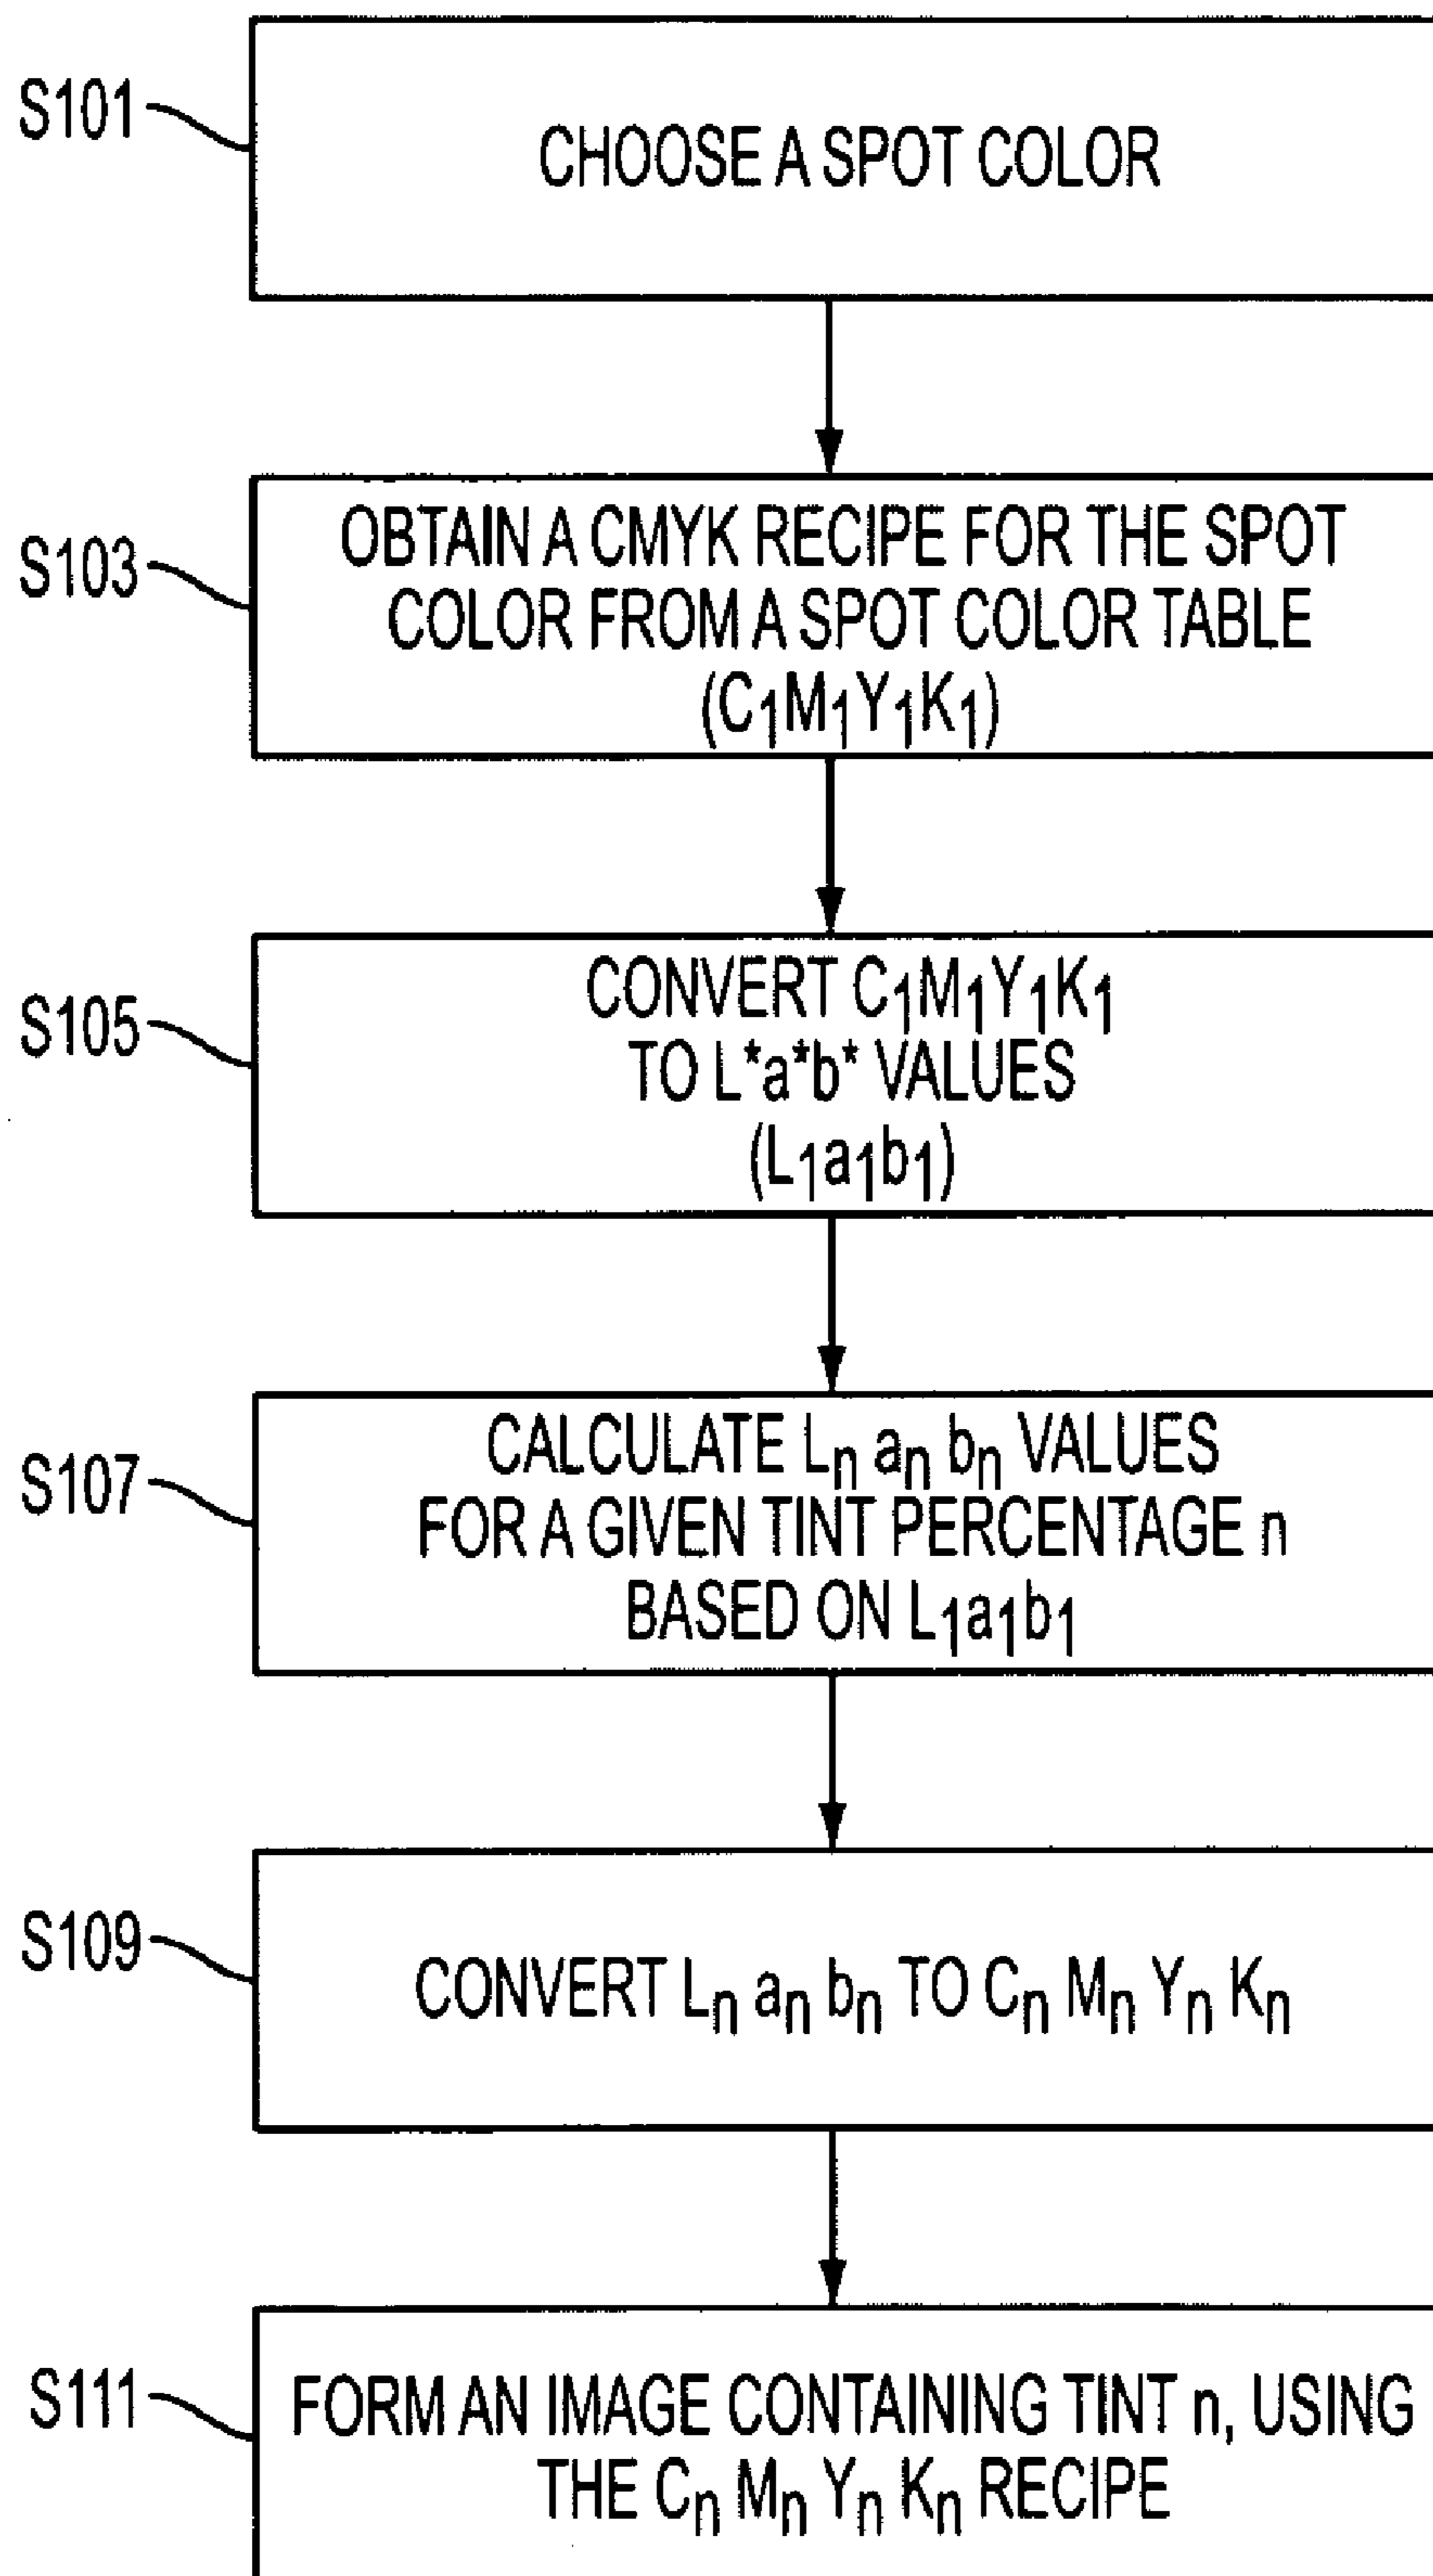 S101
CHOOSE A SPOT COLOR
S103
OBTAIN A CMYK RECIPE FOR THE SPOT
COLOR FROM A SPOT COLOR TABLE
(C₁M₁Y₁K₁)
S105
CONVERT C₁M₁Y₁K₁
TO L*a*b* VALUES
(L₁a₁b₁)
S107
CALCULATE Lₙ aₙ bₙ VALUES
FOR A GIVEN TINT PERCENTAGE n
BASED ON L₁a₁b₁
S109
CONVERT Lₙ aₙ bₙ TO Cₙ Mₙ Yₙ Kₙ
S111
FORM AN IMAGE CONTAINING TINT n, USING
THE Cₙ Mₙ Yₙ Kₙ RECIPE